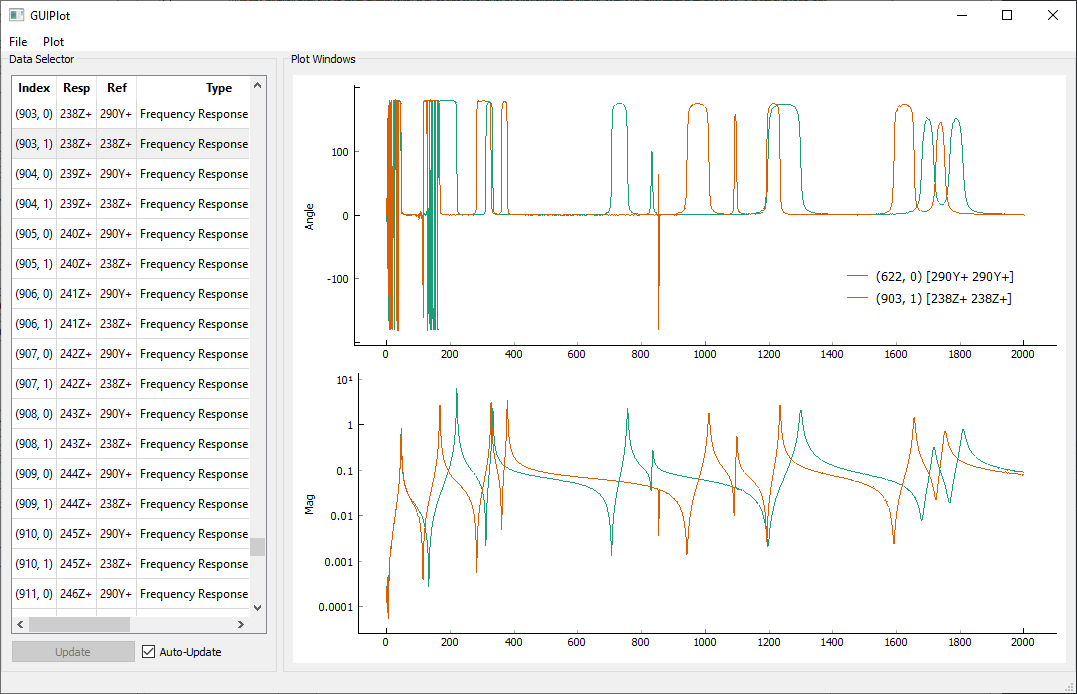 GUIPlot
File Plot
Data Selector
Index Resp Ref Type
(903, 0) 238Z+ 290Y+ Frequency Response
(903, 1) 238Z+ 238Z+ Frequency Response
(904, 0) 239Z+ 290Y+ Frequency Response
(904, 1) 239Z+ 238Z+ Frequency Response
(905, 0) 240Z+ 290Y+ Frequency Response
(905, 1) 240Z+ 238Z+ Frequency Response
(906, 0) 241Z+ 290Y+ Frequency Response
(906, 1) 241Z+ 238Z+ Frequency Response
(907, 0) 242Z+ 290Y+ Frequency Response
(907, 1) 242Z+ 238Z+ Frequency Response
(908, 0) 243Z+ 290Y+ Frequency Response
(908, 1) 243Z+ 238Z+ Frequency Response
(909, 0) 244Z+ 290Y+ Frequency Response
(909, 1) 244Z+ 238Z+ Frequency Response
(910, 0) 245Z+ 290Y+ Frequency Response
(910, 1) 245Z+ 238Z+ Frequency Response
(911, 0) 246Z+ 290Y+ Frequency Response
Update Auto-Update
Plot Windows
Angle
100
0
-100
(622, 0) [290Y+ 290Y+]
(903, 1) [238Z+ 238Z+]
0 200 400 600 800 1000 1200 1400 1600 1800 2000
Mag
10¹
1
0.1
0.01
0.001
0.0001
0 200 400 600 800 1000 1200 1400 1600 1800 2000